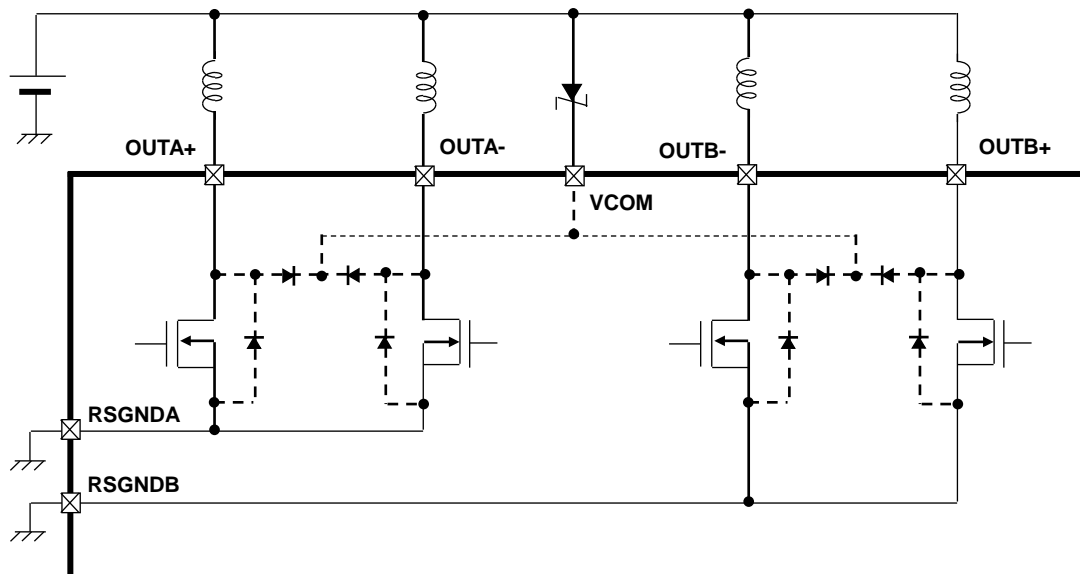 OUTA+
OUTA-
OUTB-
OUTB+
VCOM
RSGNDA
RSGNDB